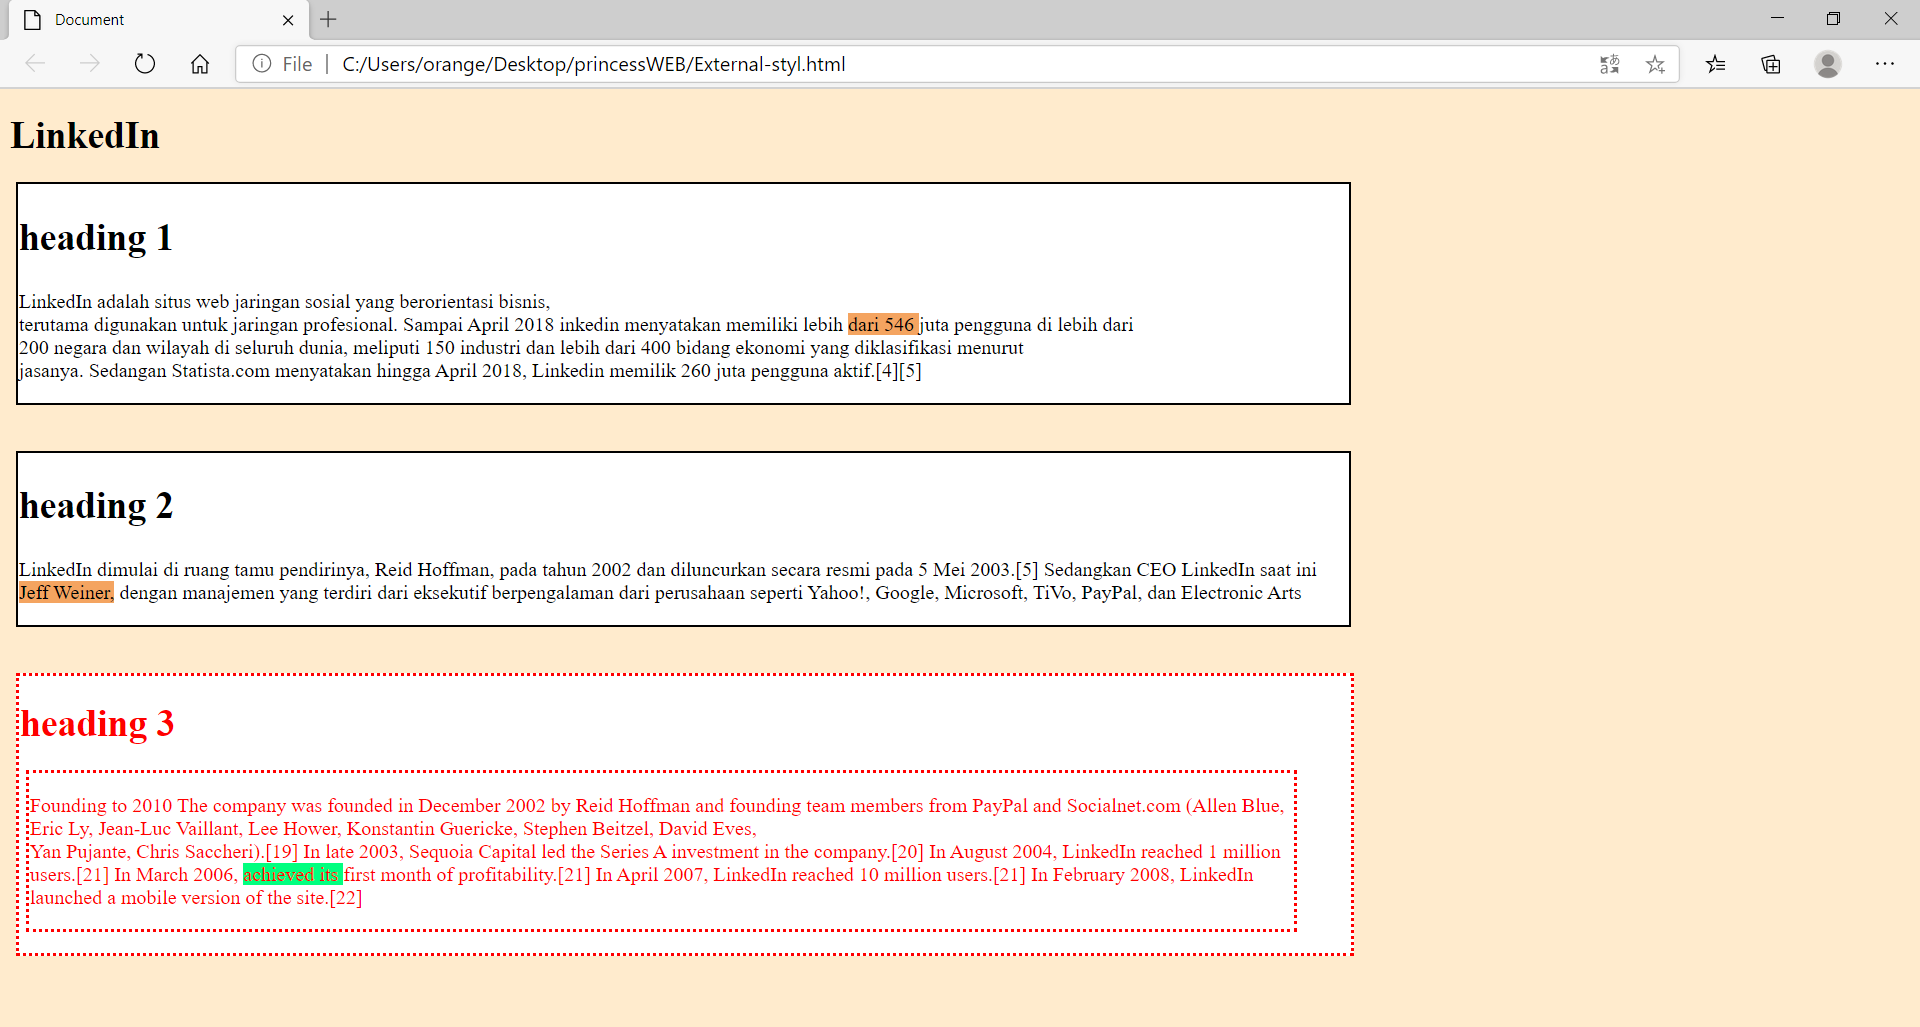 Document
File
C:/Users/orange/Desktop/princessWEB/External-styl.html
LinkedIn
heading 1
LinkedIn adalah situs web jaringan sosial yang berorientasi bisnis,
terutama digunakan untuk jaringan profesional. Sampai April 2018 inkedin menyatakan memiliki lebih dari 546 juta pengguna di lebih dari
200 negara dan wilayah di seluruh dunia, meliputi 150 industri dan lebih dari 400 bidang ekonomi yang diklasifikasi menurut
jasanya. Sedangan Statista.com menyatakan hingga April 2018, Linkedin memilik 260 juta pengguna aktif.[4][5]
heading 2
LinkedIn dimulai di ruang tamu pendirinya, Reid Hoffman, pada tahun 2002 dan diluncurkan secara resmi pada 5 Mei 2003.[5] Sedangkan CEO LinkedIn saat ini
Jeff Weiner, dengan manajemen yang terdiri dari eksekutif berpengalaman dari perusahaan seperti Yahoo!, Google, Microsoft, TiVo, PayPal, dan Electronic Arts
heading 3
Founding to 2010 The company was founded in December 2002 by Reid Hoffman and founding team members from PayPal and Socialnet.com (Allen Blue,
Eric Ly, Jean-Luc Vaillant, Lee Hower, Konstantin Guericke, Stephen Beitzel, David Eves,
Yan Pujante, Chris Saccheri).[19] In late 2003, Sequoia Capital led the Series A investment in the company.[20] In August 2004, LinkedIn reached 1 million
users.[21] In March 2006, achieved its first month of profitability.[21] In April 2007, LinkedIn reached 10 million users.[21] In February 2008, LinkedIn
launched a mobile version of the site.[22]